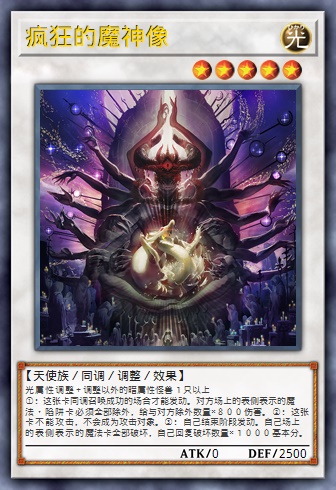 疯狂的魔神像
光
【天使族／同调／调整／效果】
光属性调整＋调整以外的暗属性怪兽１只以上
①：这张卡同调召唤成功的场合才能发动。对方场上的表侧表示的魔
法・陷阱卡必须全部除外，给与对方除外数量×８００伤害。②：这张
卡不能攻击，不会成为攻击对象。③：自己结束阶段发动。自己场上
的表侧表示的魔法卡全部破坏，自己回复破坏数量×１０００基本分。
ATK/0 DEF/2500